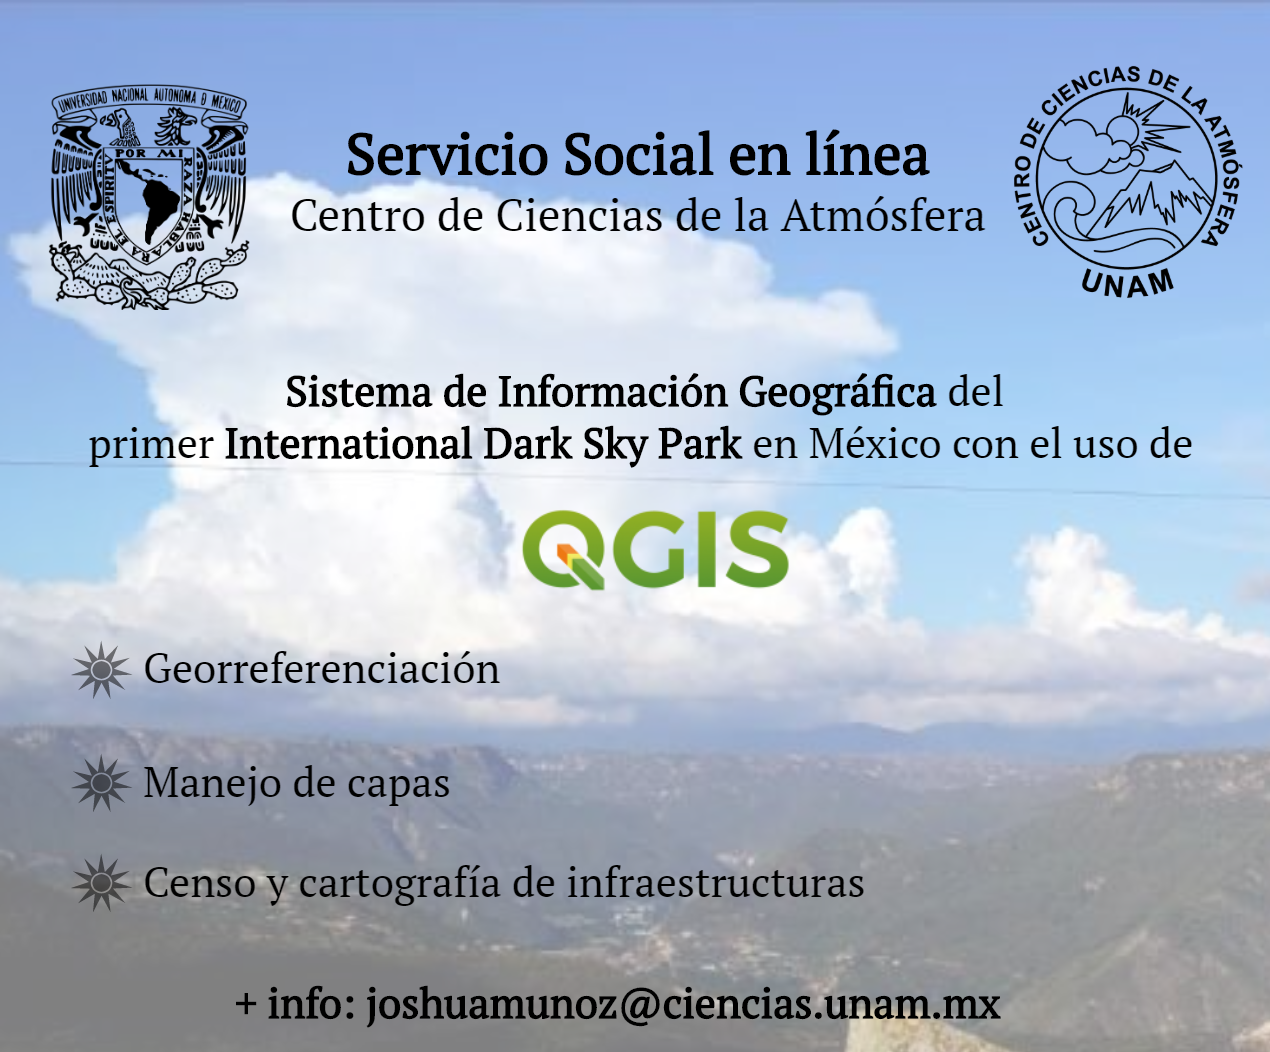 UNIVERSIDAD NACIONAL AUTONOMA D MEXICO
POR MI RAZA HABLARA EL ESPIRITU
Servicio Social en línea
Centro de Ciencias de la Atmósfera
CENTRO DE CIENCIAS DE LA ATMÓSFERA
UNAM
Sistema de Información Geográfica del
primer International Dark Sky Park en México con el uso de
QGIS
Georreferenciación
Manejo de capas
Censo y cartografía de infraestructuras
+ info: joshuamunoz@ciencias.unam.mx